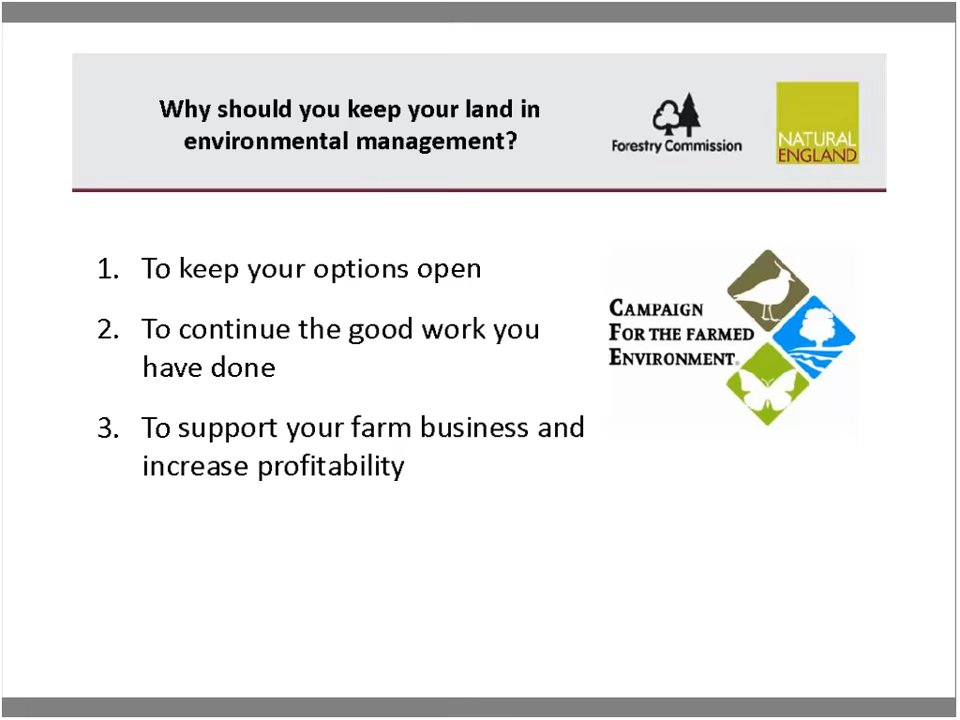 Why should you keep your land in
environmental management?
Forestry Commission
NATURAL
ENGLAND
1. To keep your options open
2. To continue the good work you
have done
3. To support your farm business and
increase profitability
CAMPAIGN
FOR THE FARMED
ENVIRONMENT